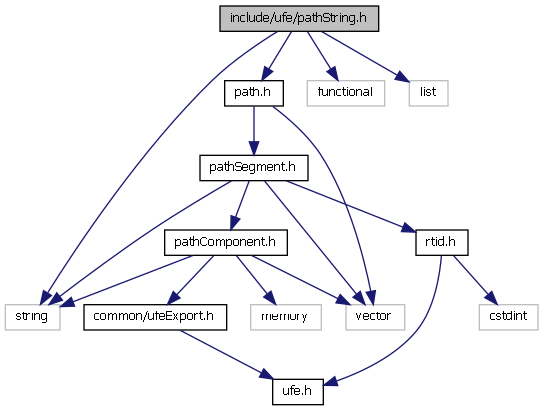 include/ufe/pathString.h
path.h
functional
list
pathSegment.h
pathComponent.h
rtid.h
string
common/ufeExport.h
memory
vector
cstdint
ufe.h